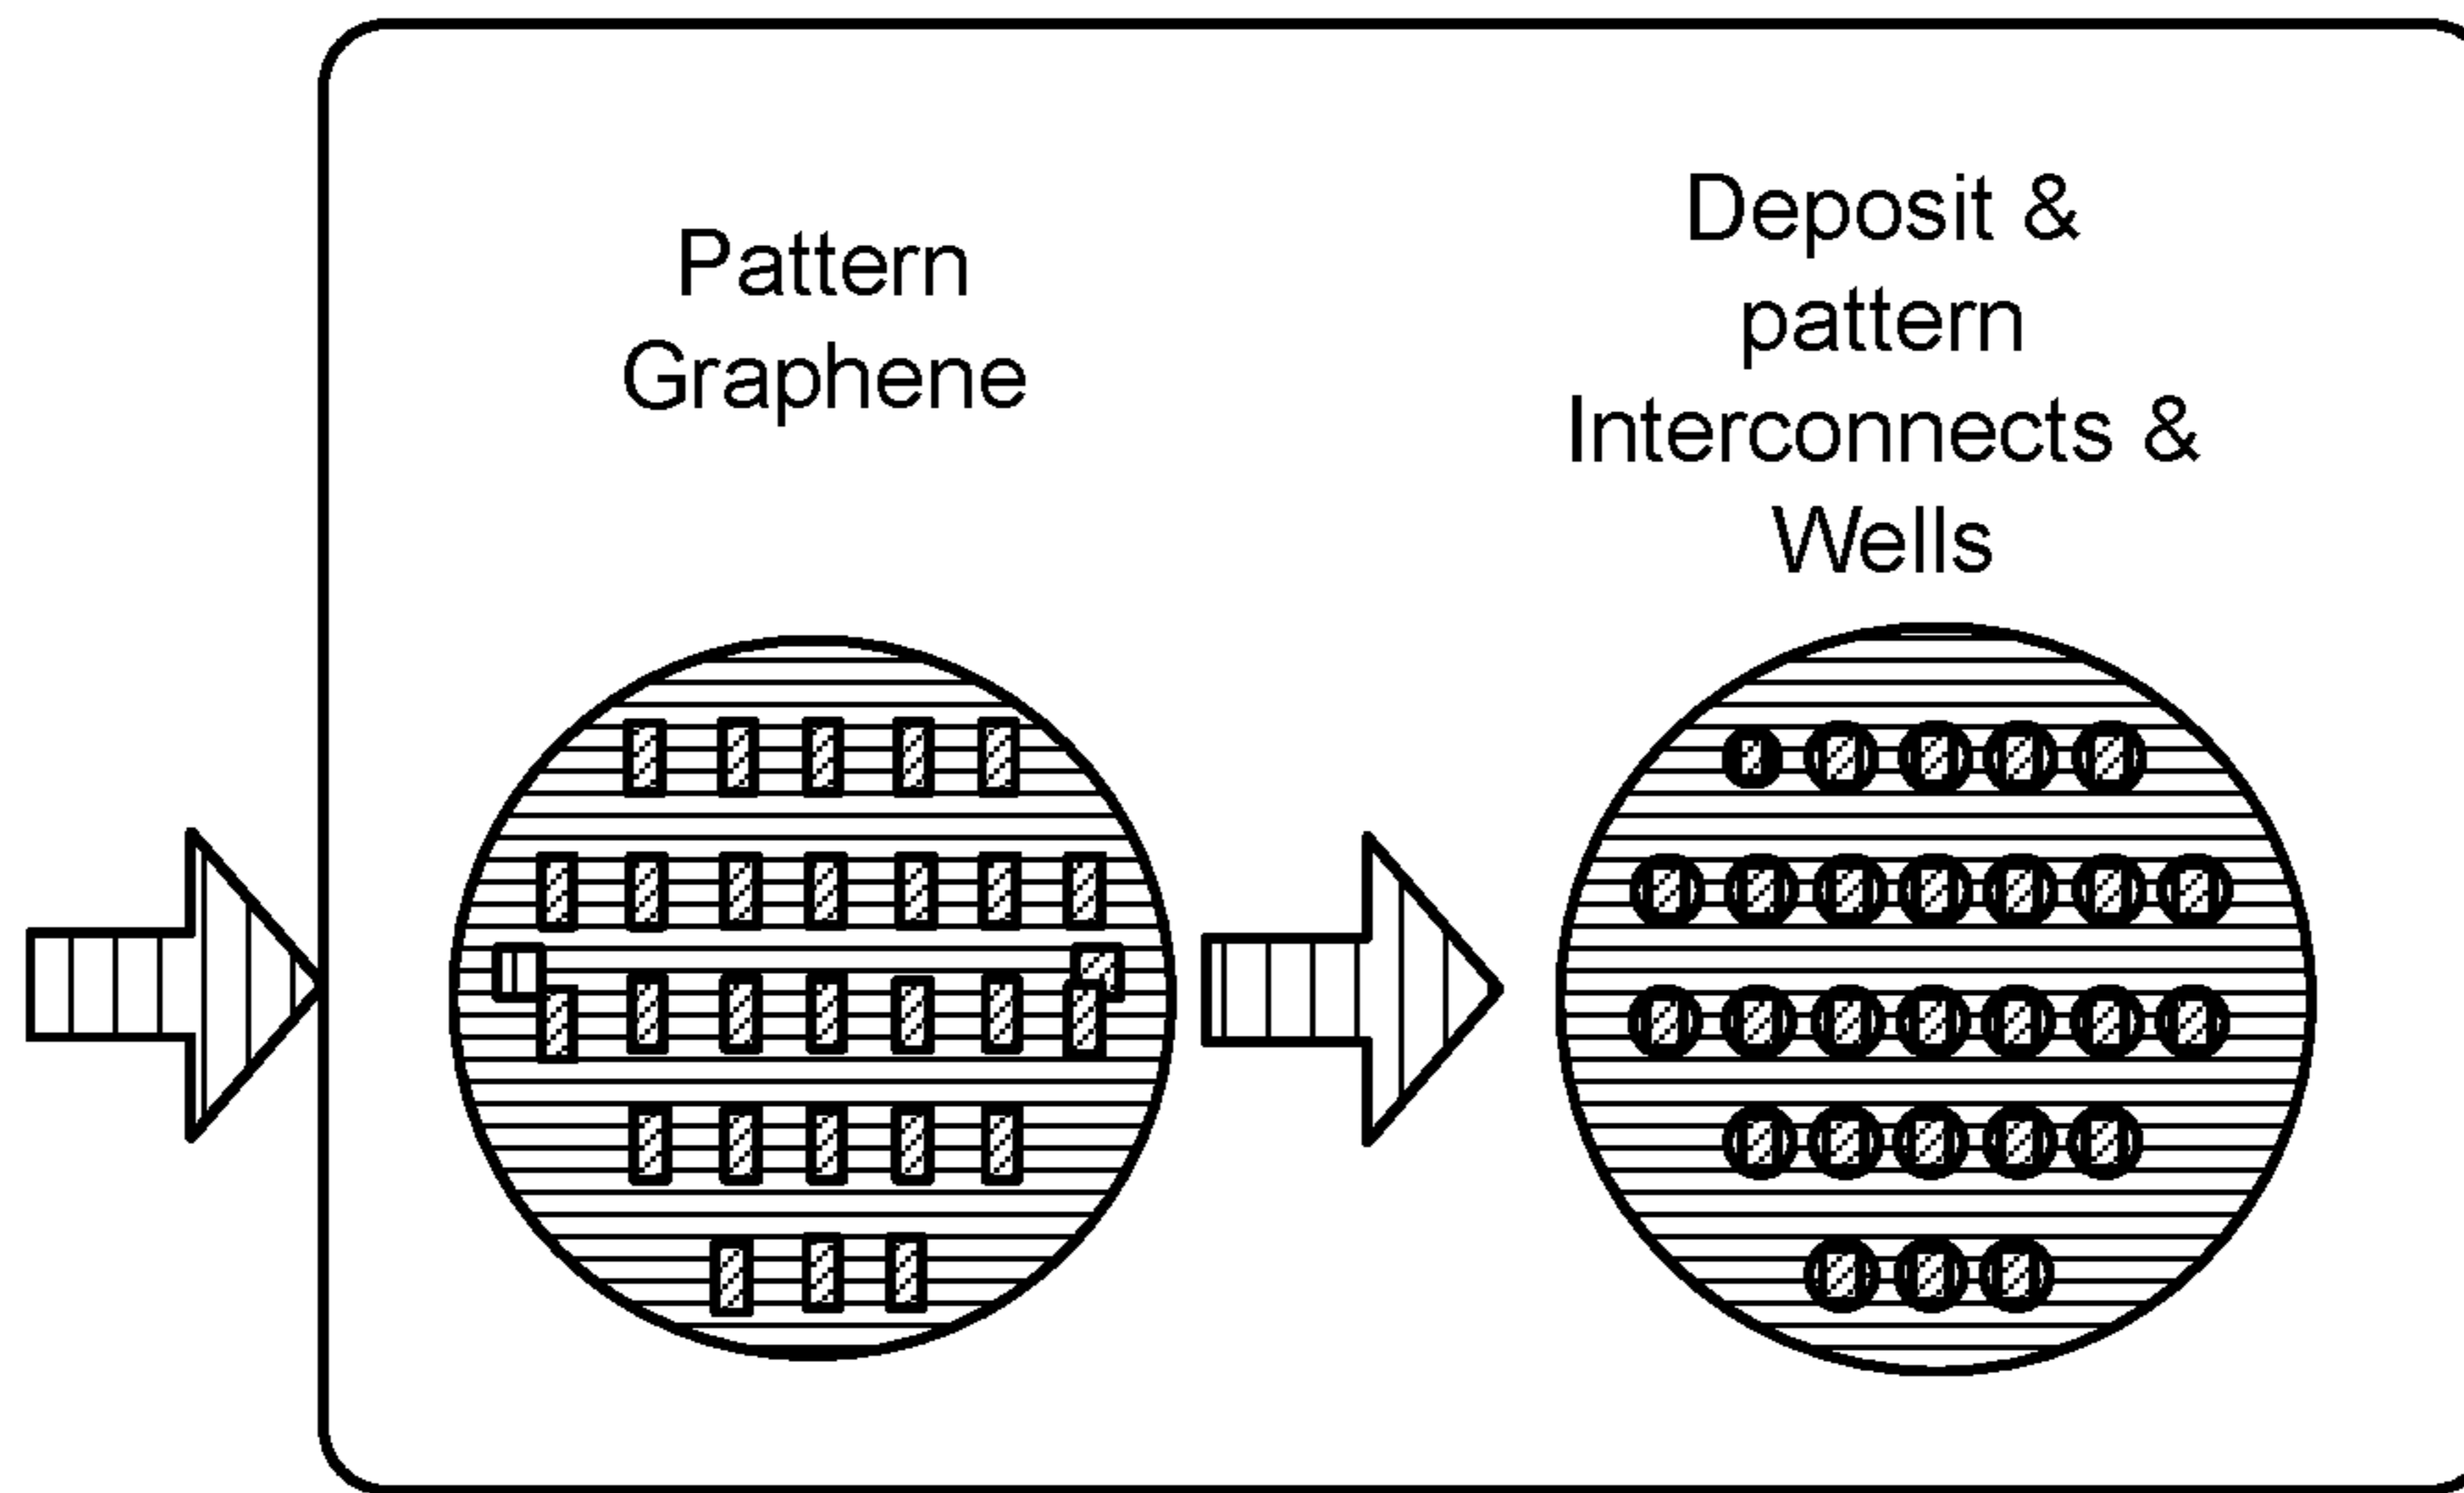 Pattern
Graphene
Deposit &
pattern
Interconnects &
Wells